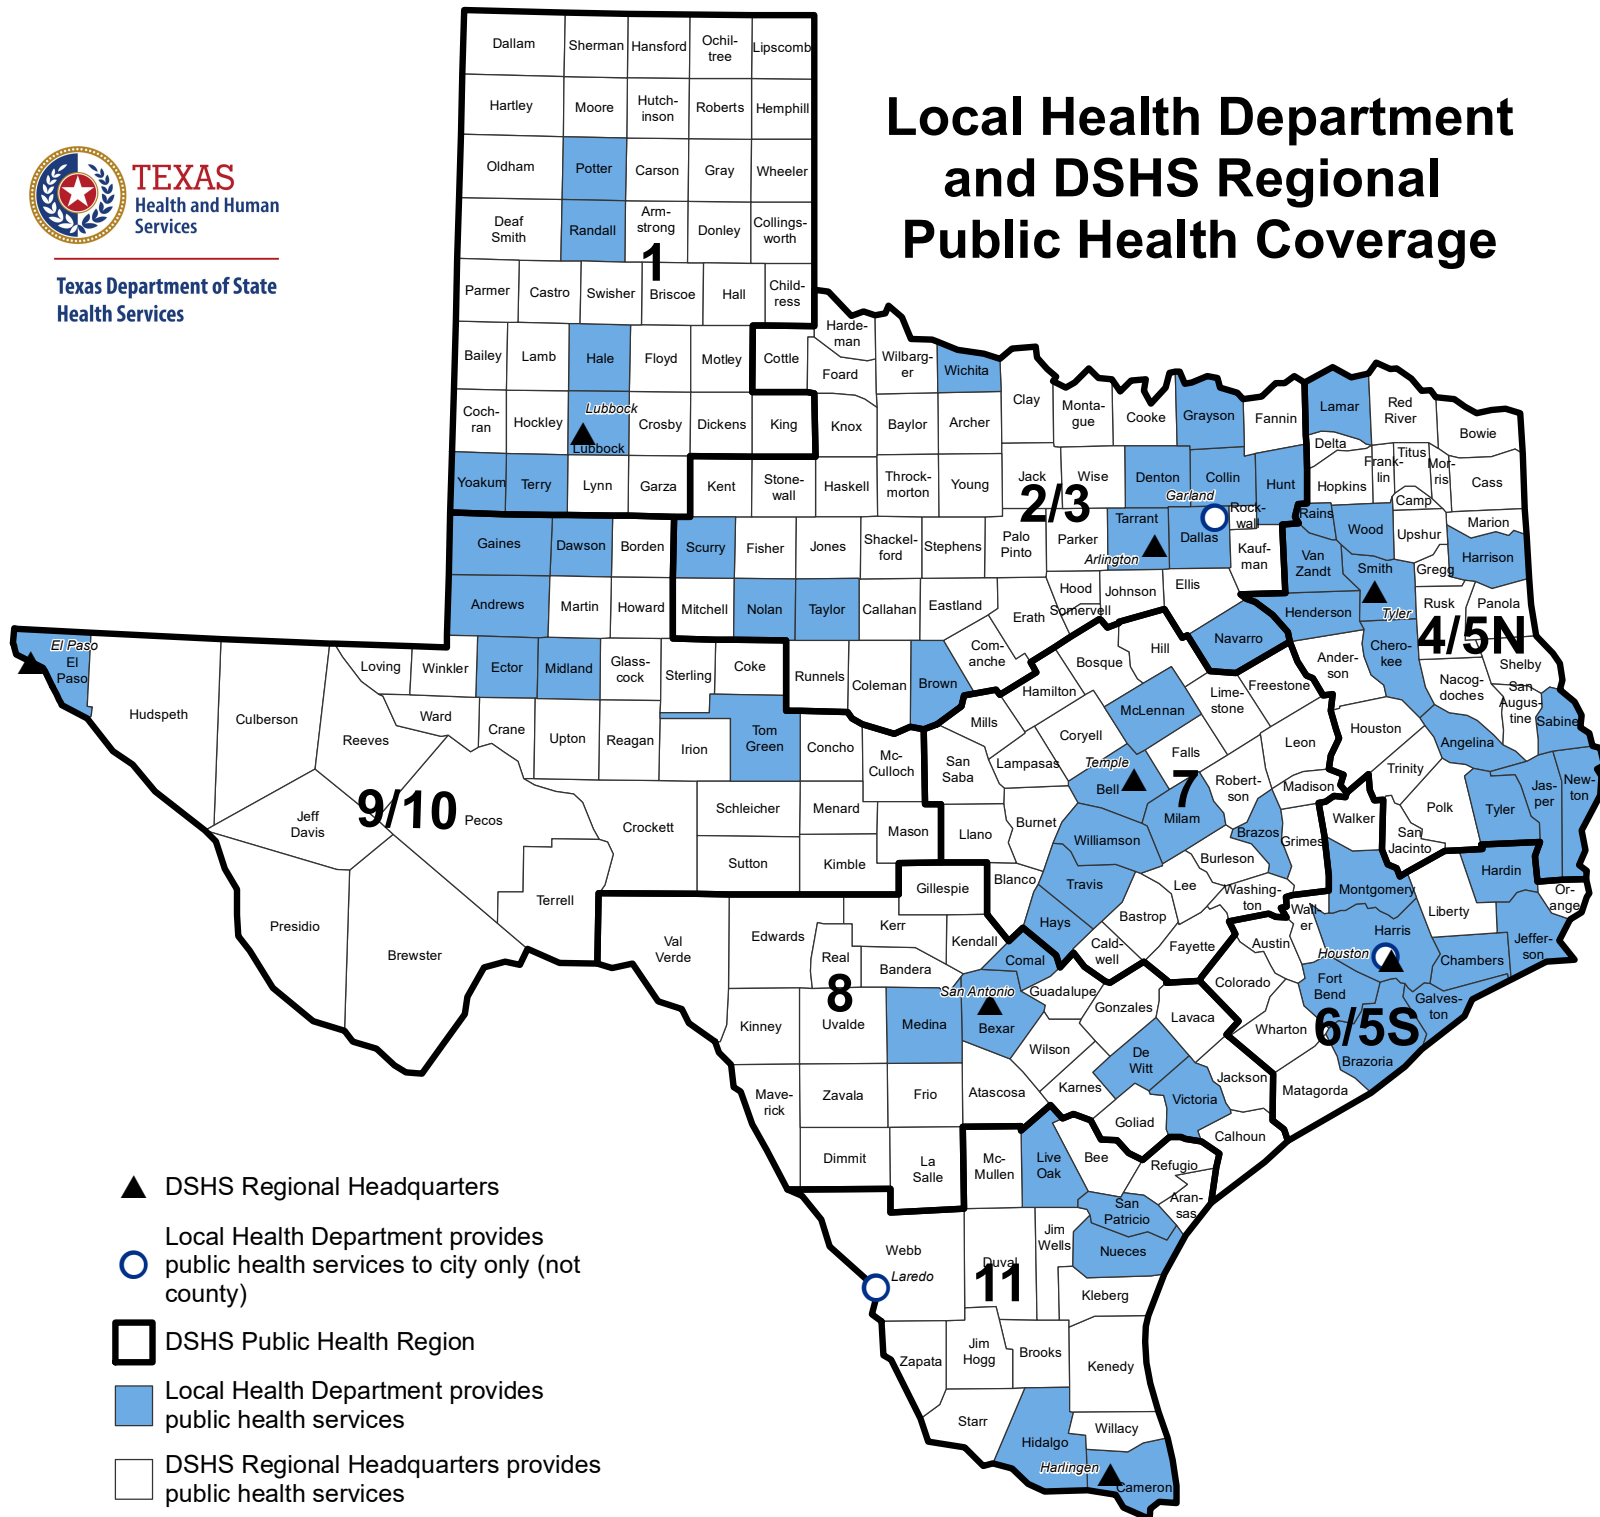 Local Health Department
and DSHS Regional
Public Health Coverage
TEXAS
Health and Human
Services
Texas Department of State
Health Services
Dallam
Sherman
Hansford
Ochil-
tree
Lipscomb
Hartley
Moore
Hutch-
inson
Roberts
Hemphill
Oldham
Potter
Carson
Gray
Wheeler
Deaf
Smith
Randall
Arm-
strong
Donley
Collings-
worth
1
Parmer
Castro
Swisher
Briscoe
Hall
Child-
ress
Bailey
Lamb
Hale
Floyd
Motley
Cottle
Harde-
man
Foard
Wilbarg-
er
Wichita
Coch-
ran
Hockley
Lubbock
Lubbock
Crosby
Dickens
King
Knox
Baylor
Archer
Clay
Monta-
gue
Cooke
Grayson
Fannin
Lamar
Red
River
Bowie
Yoakum
Terry
Lynn
Garza
Kent
Stone-
wall
Haskell
Throck-
morton
Young
Jack
Wise
Denton
Collin
Hunt
Delta
Hopkins
Frank-
lin
Titus
Mor-
ris
Camp
Cass
2/3
Garland
Rock-
wall
Rains
Wood
Upshur
Marion
Harrison
Gaines
Dawson
Borden
Scurry
Fisher
Jones
Shackel-
ford
Stephens
Palo
Pinto
Parker
Tarrant
Arlington
Dallas
Kauf-
man
Van
Zandt
Smith
Tyler
Gregg
Andrews
Martin
Howard
Mitchell
Nolan
Taylor
Callahan
Eastland
Erath
Hood
Somervell
Johnson
Ellis
Henderson
Rusk
Panola
4/5N
El Paso
El
Paso
Hudspeth
Culberson
Loving
Winkler
Ector
Midland
Glass-
cock
Sterling
Coke
Runnels
Coleman
Brown
Com-
anche
Bosque
Hill
Navarro
Ander-
son
Chero-
kee
Nacog-
doches
Shelby
San
Augus-
tine
Sabine
Reeves
Ward
Crane
Upton
Reagan
Irion
Tom
Green
Concho
Mc-
Culloch
Mills
Hamilton
Coryell
McLennan
Lime-
stone
Freestone
Leon
Houston
Angelina
Trinity
San
Saba
Lampasas
Temple
Bell
Falls
7
Milam
Robert-
son
Madison
Walker
Polk
Tyler
Jas-
per
New-
ton
Jeff
Davis
9/10
Pecos
Crockett
Schleicher
Menard
Mason
Llano
Burnet
Williamson
Brazos
Grimes
San
Jacinto
Sutton
Kimble
Gillespie
Blanco
Travis
Burleson
Lee
Washing-
ton
Montgomery
Hardin
Liberty
Or-
ange
Terrell
Presidio
Brewster
Val
Verde
Edwards
Kerr
Real
Bandera
Kendall
Hays
Comal
Cald-
well
Bastrop
Fayette
Austin
Wall-
er
Harris
Houston
Chambers
Jeffer-
son
8
Kinney
Uvalde
Medina
San Antonio
Bexar
Guadalupe
Gonzales
Lavaca
Colorado
Wharton
Fort
Bend
Galves-
ton
6/5S
Brazoria
Wilson
Karnes
De
Witt
Victoria
Jackson
Matagorda
Mave-
rick
Zavala
Frio
Atascosa
Goliad
Calhoun
Dimmit
La
Salle
Mc-
Mullen
Live
Oak
Bee
Refugio
Aran-
sas
San
Patricio
Webb
Laredo
Duval
11
Jim
Wells
Nueces
Kleberg
Zapata
Jim
Hogg
Brooks
Kenedy
Starr
Hidalgo
Willacy
Harlingen
Cameron
DSHS Regional Headquarters
Local Health Department provides
public health services to city only (not
county)
DSHS Public Health Region
Local Health Department provides
public health services
DSHS Regional Headquarters provides
public health services